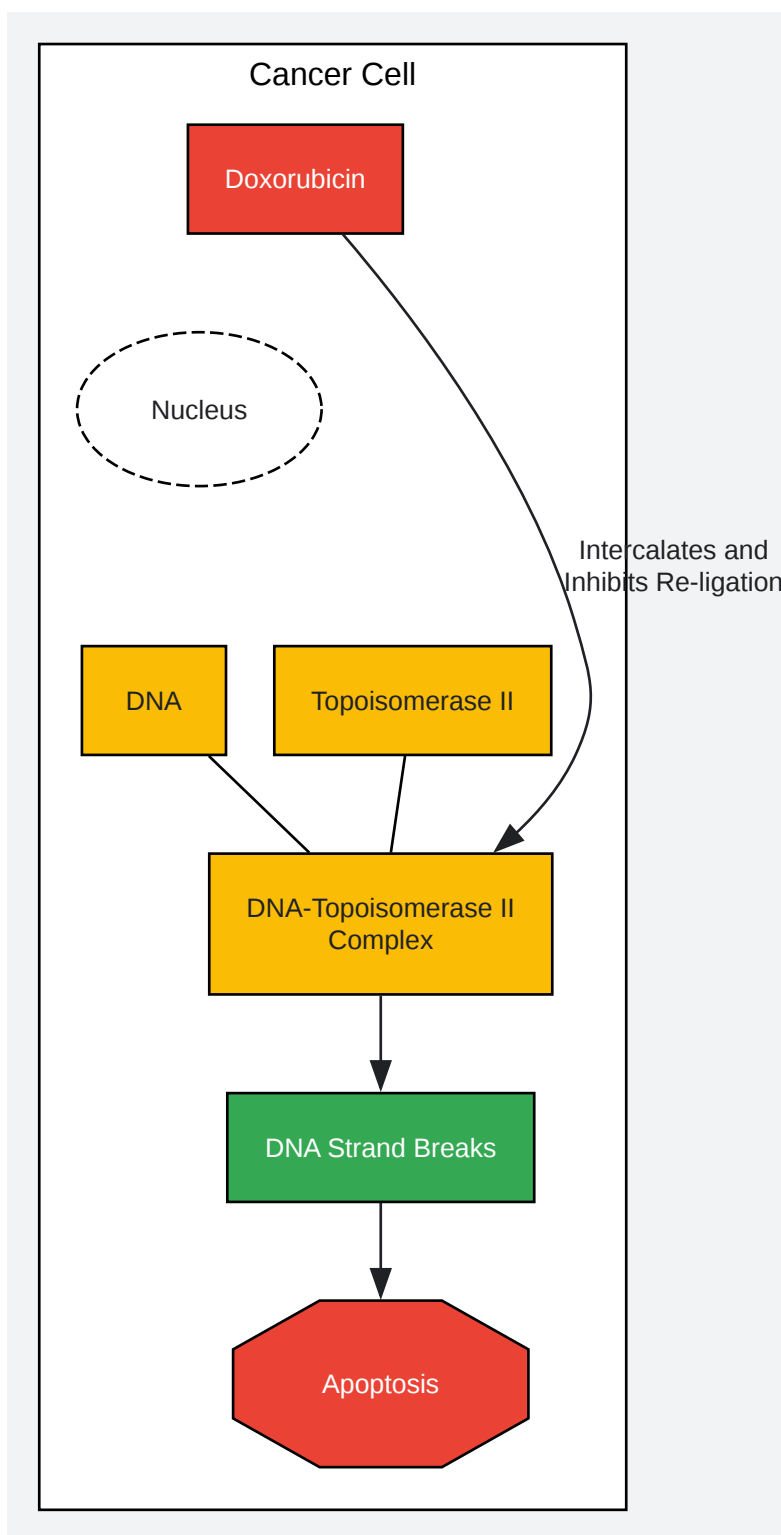 Cancer Cell
Doxorubicin
Nucleus
Intercalates and
Inhibits Re-ligation
DNA
Topoisomerase II
DNA-Topoisomerase II
Complex
DNA Strand Breaks
Apoptosis